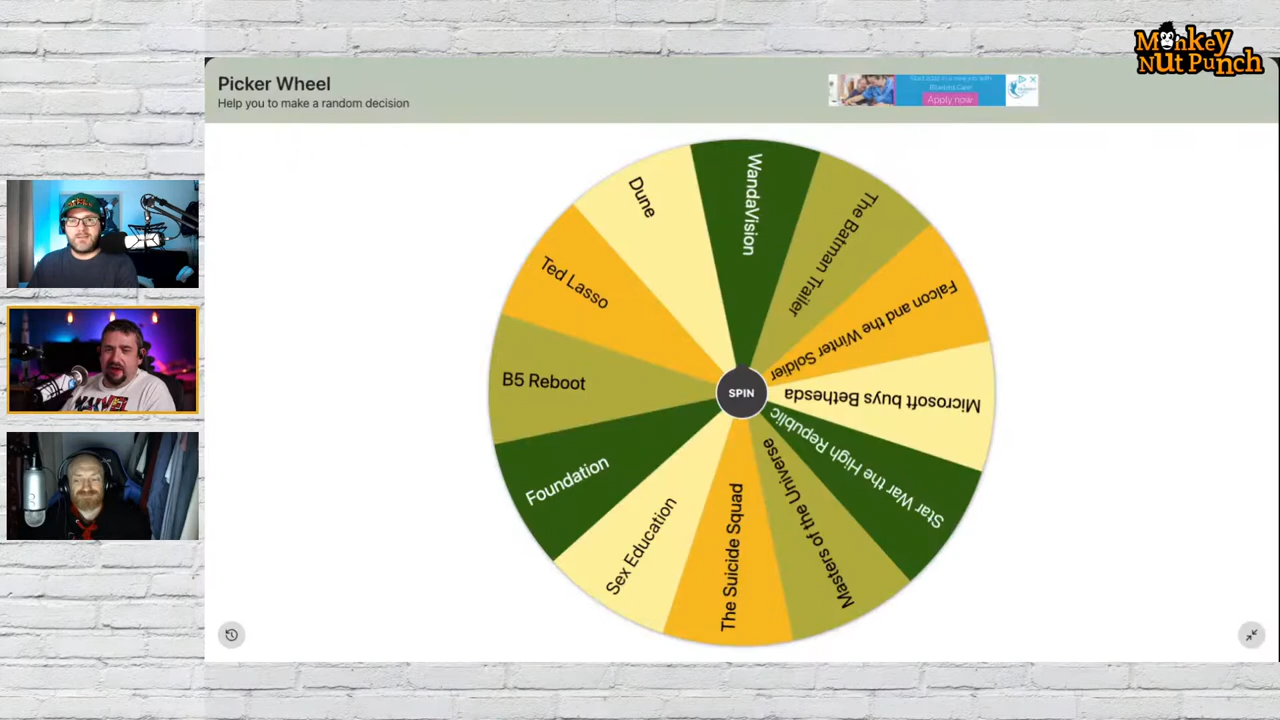 Monkey
Nut Punch
Picker Wheel
Help you to make a random decision
Apply now
WandaVision
The Batman Trailer
Falcon and the Winter Soldier
Microsoft buys Bethesda
Star War the High Republic
Masters of the Universe
The Suicide Squad
Sex Education
Foundation
B5 Reboot
Ted Lasso
Dune
SPIN